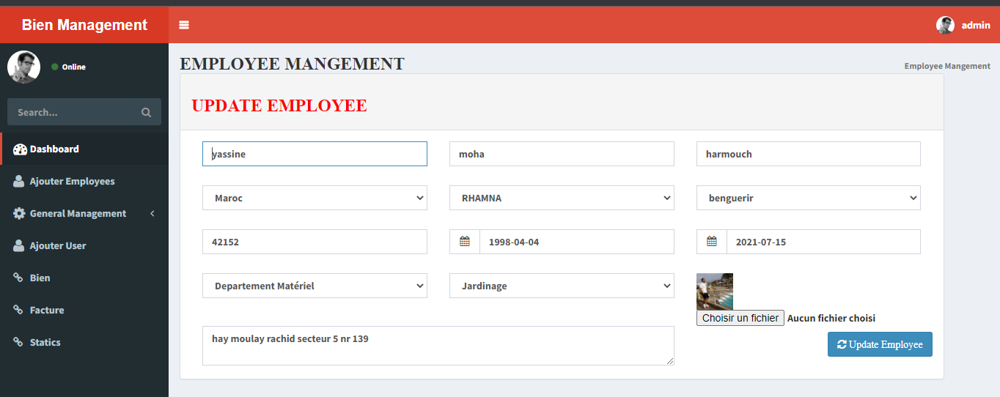 Bien Management
admin
Online
Search...
Dashboard
Ajouter Employees
General Management
Ajouter User
Bien
Facture
Statics
EMPLOYEE MANGEMENT
Employee Mangement
UPDATE EMPLOYEE
yassine
moha
harmouch
Maroc
RHAMNA
benguerir
42152
1998-04-04
2021-07-15
Departement Matériel
Jardinage
Choisir un fichier Aucun fichier choisi
hay moulay rachid secteur 5 nr 139
Update Employee